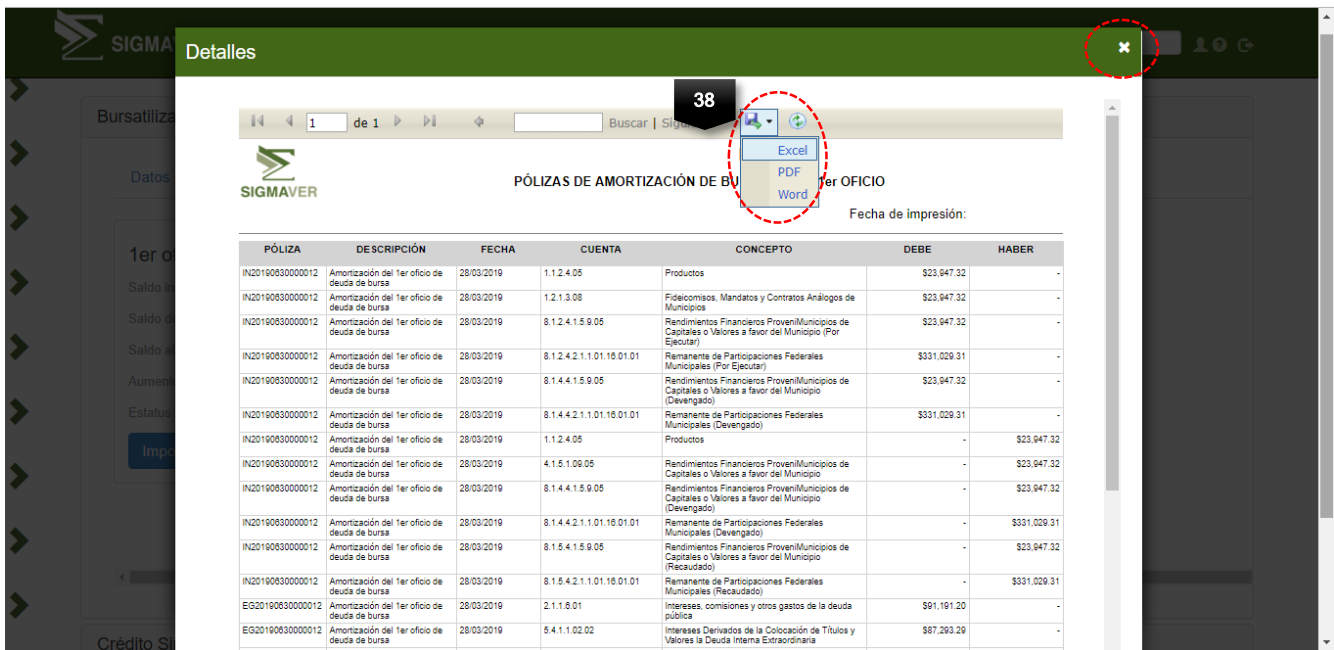 SIGMA
Detalles
38
Bursatiliza
1
de 1
Buscar | Sigu
Excel
PDF
Word
SIGMAVER
PÓLIZAS DE AMORTIZACIÓN DE BU 1er OFICIO
Fecha de impresión:
Datos
1er of
Saldo in
Saldo d
Saldo a
Aument
Estatus
Impo
PÓLIZA DESCRIPCIÓN FECHA CUENTA CONCEPTO DEBE HABER
IN20190630000012 Amortización del 1er oficio de 28/03/2019 1.1.2.4.05 Productos $23,947.32 -
deuda de bursa
IN20190630000012 Amortización del 1er oficio de 28/03/2019 1.2.1.3.08 Fideicomisos, Mandatos y Contratos Análogos de $23,947.32 -
deuda de bursa Municipios
IN20190630000012 Amortización del 1er oficio de 28/03/2019 8.1.2.4.1.5.9.05 Rendimientos Financieros ProveniMunicipios de $23,947.32 -
deuda de bursa Capitales o Valores a favor del Municipio (Por
Ejecutar)
IN20190630000012 Amortización del 1er oficio de 28/03/2019 8.1.2.4.2.1.1.01.16.01.01 Remanente de Participaciones Federales $331,029.31 -
deuda de bursa Municipales (Por Ejecutar)
IN20190630000012 Amortización del 1er oficio de 28/03/2019 8.1.4.4.1.5.9.05 Rendimientos Financieros ProveniMunicipios de $23,947.32 -
deuda de bursa Capitales o Valores a favor del Municipio
(Devengado)
IN20190630000012 Amortización del 1er oficio de 28/03/2019 8.1.4.4.2.1.1.01.16.01.01 Remanente de Participaciones Federales $331,029.31 -
deuda de bursa Municipales (Devengado)
IN20190630000012 Amortización del 1er oficio de 28/03/2019 1.1.2.4.05 Productos - $23,947.32
deuda de bursa
IN20190630000012 Amortización del 1er oficio de 28/03/2019 4.1.5.1.09.05 Rendimientos Financieros ProveniMunicipios de - $23,947.32
deuda de bursa Capitales o Valores a favor del Municipio
IN20190630000012 Amortización del 1er oficio de 28/03/2019 8.1.4.4.1.5.9.05 Rendimientos Financieros ProveniMunicipios de - $23,947.32
deuda de bursa Capitales o Valores a favor del Municipio
(Devengado)
IN20190630000012 Amortización del 1er oficio de 28/03/2019 8.1.4.4.2.1.1.01.16.01.01 Remanente de Participaciones Federales - $331,029.31
deuda de bursa Municipales (Devengado)
IN20190630000012 Amortización del 1er oficio de 28/03/2019 8.1.5.4.1.5.9.05 Rendimientos Financieros ProveniMunicipios de - $23,947.32
deuda de bursa Capitales o Valores a favor del Municipio
(Recaudado)
IN20190630000012 Amortización del 1er oficio de 28/03/2019 8.1.5.4.2.1.1.01.16.01.01 Remanente de Participaciones Federales - $331,029.31
deuda de bursa Municipales (Recaudado)
EG20190630000012 Amortización del 1er oficio de 28/03/2019 2.1.1.6.01 Intereses, comisiones y otros gastos de la deuda $91,191.20 -
deuda de bursa pública
EG20190630000012 Amortización del 1er oficio de 28/03/2019 5.4.1.1.02.02 Intereses Derivados de la Colocación de Títulos y $87,293.29 -
deuda de bursa Valores la Deuda Interna Extraordinaria
Crédito Si